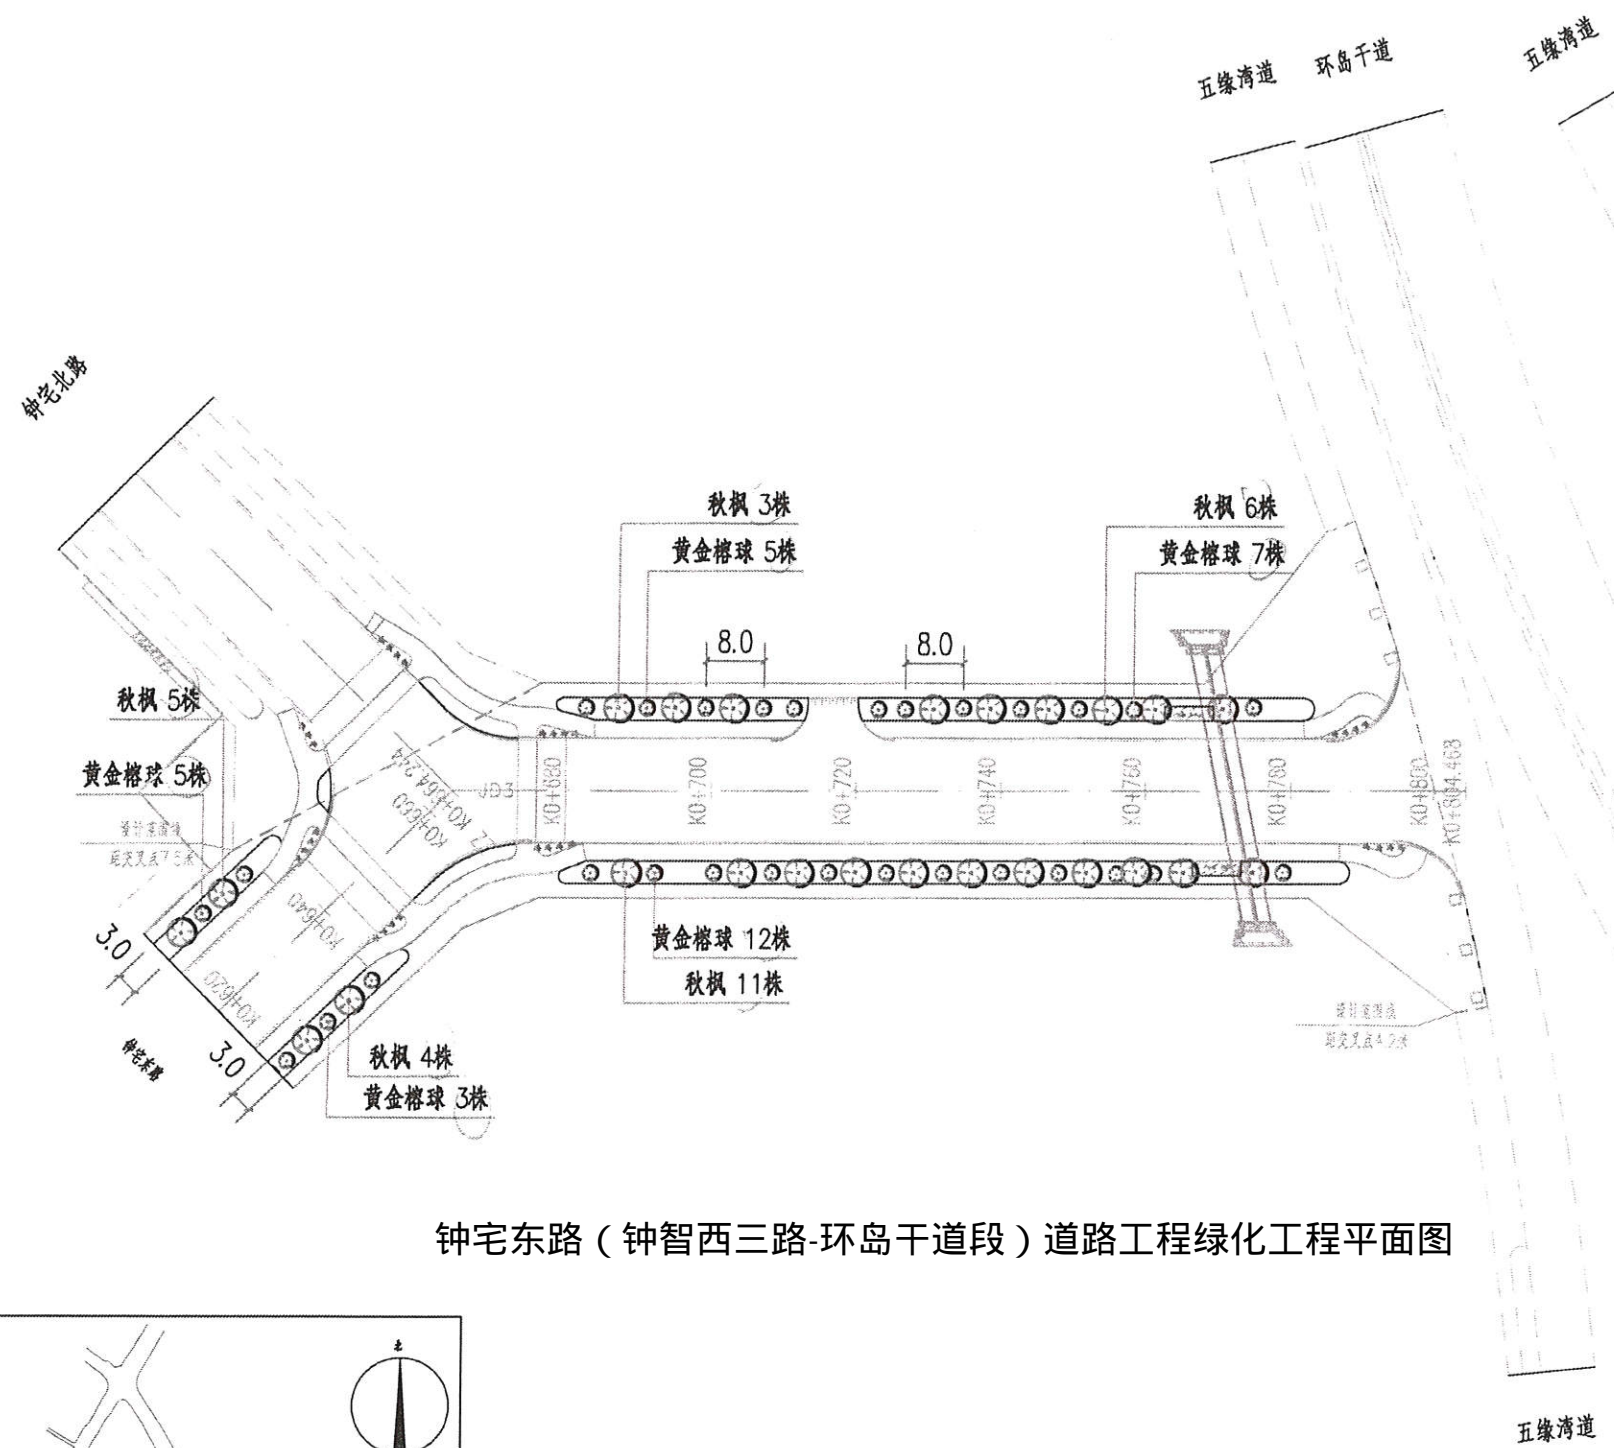 五缘湾道
环岛干道
五缘湾道
钟宅北路
秋枫 3株
黄金榕球 5株
秋枫 6株
黄金榕球 7株
8.0
8.0
秋枫 5株
黄金榕球 5株
JD3
K0+660
K0+680
K0+700
K0+720
K0+740
K0+760
K0+780
K0+800
K0+804.468
K0+640
K0+620
3.0
3.0
钟宅东路
黄金榕球 12株
秋枫 11株
秋枫 4株
黄金榕球 3株
钟宅东路（钟智西三路-环岛干道段）道路工程绿化工程平面图
北
五缘湾道